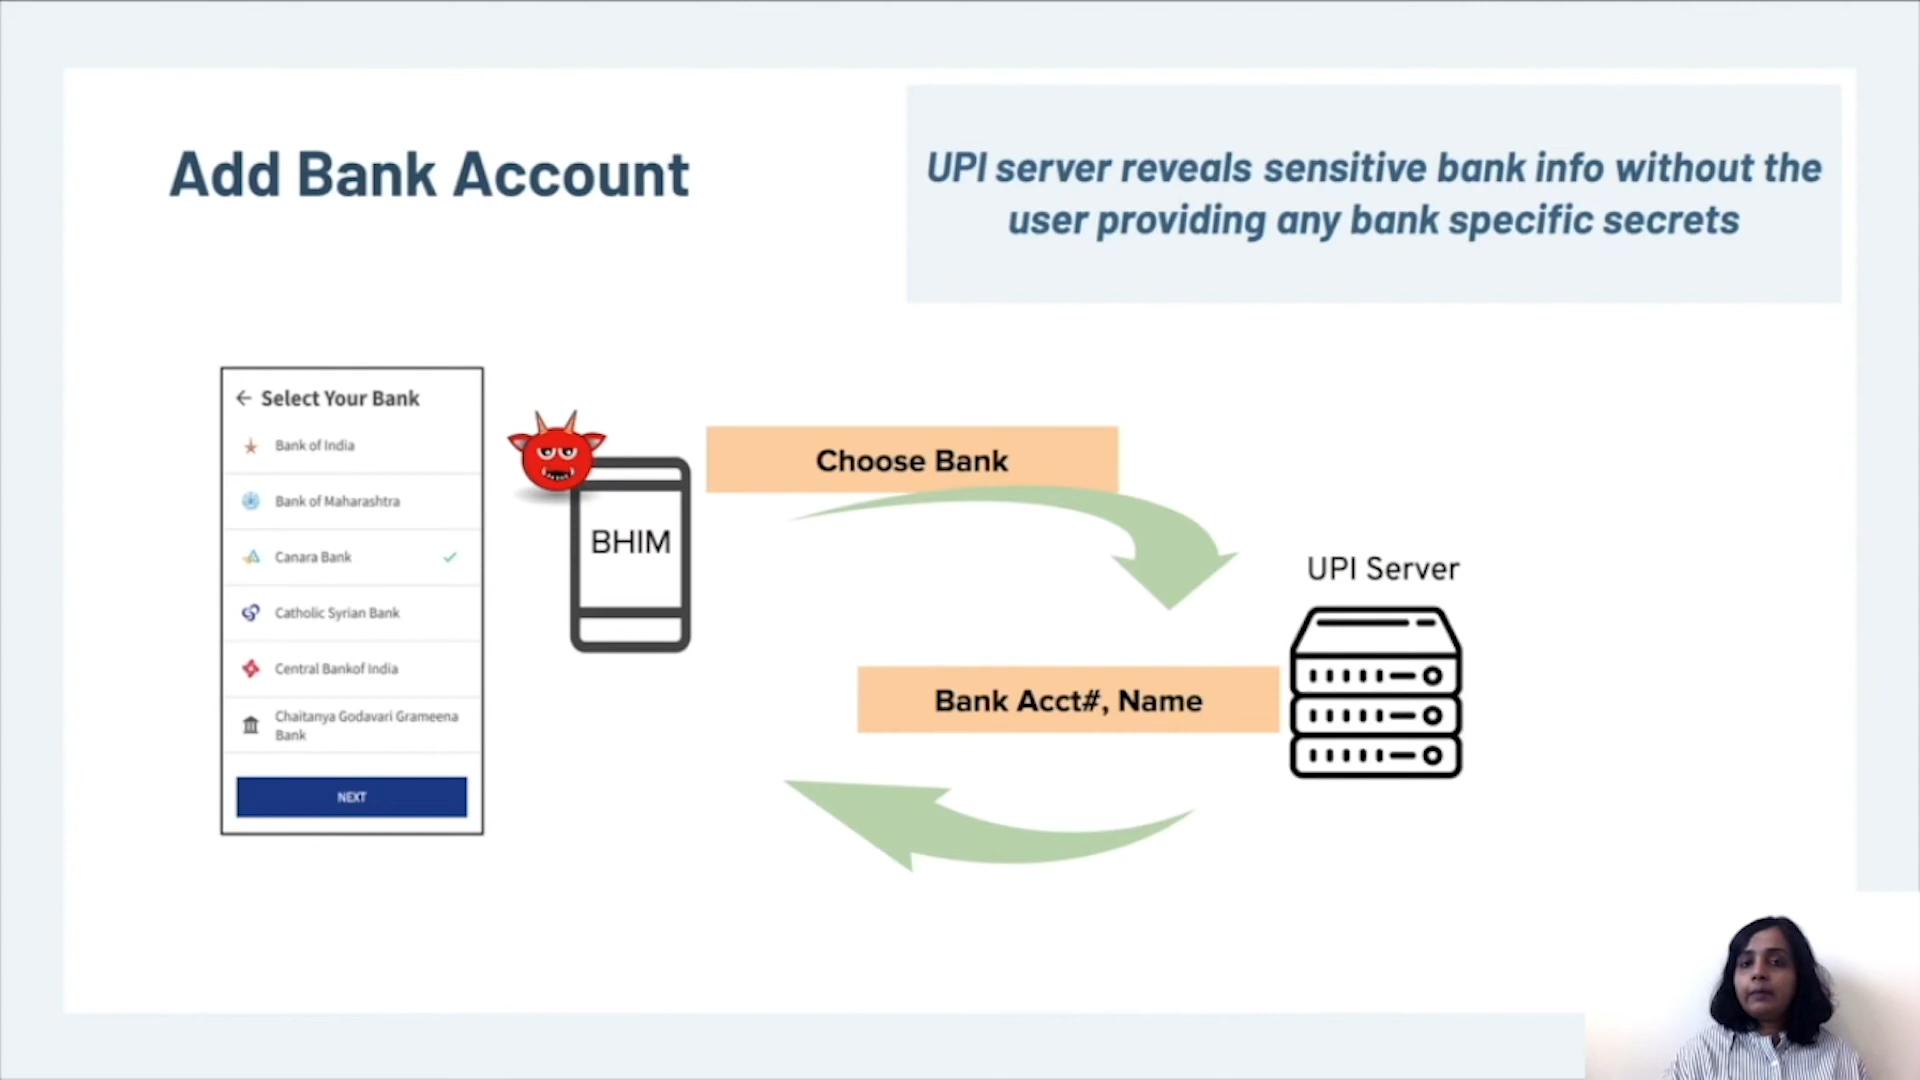 Add Bank Account
UPI server reveals sensitive bank info without the
user providing any bank specific secrets
← Select Your Bank
Bank of India
Bank of Maharashtra
Canara Bank
Catholic Syrian Bank
Central Bankof India
Chaitanya Godavari Grameena
Bank
NEXT
BHIM
Choose Bank
UPI Server
Bank Acct#, Name